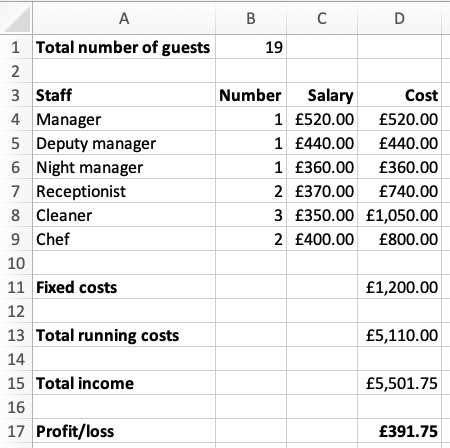 A B C D
1 Total number of guests 19
2
3 Staff Number Salary Cost
4 Manager 1 £520.00 £520.00
5 Deputy manager 1 £440.00 £440.00
6 Night manager 1 £360.00 £360.00
7 Receptionist 2 £370.00 £740.00
8 Cleaner 3 £350.00 £1,050.00
9 Chef 2 £400.00 £800.00
10
11 Fixed costs £1,200.00
12
13 Total running costs £5,110.00
14
15 Total income £5,501.75
16
17 Profit/loss £391.75